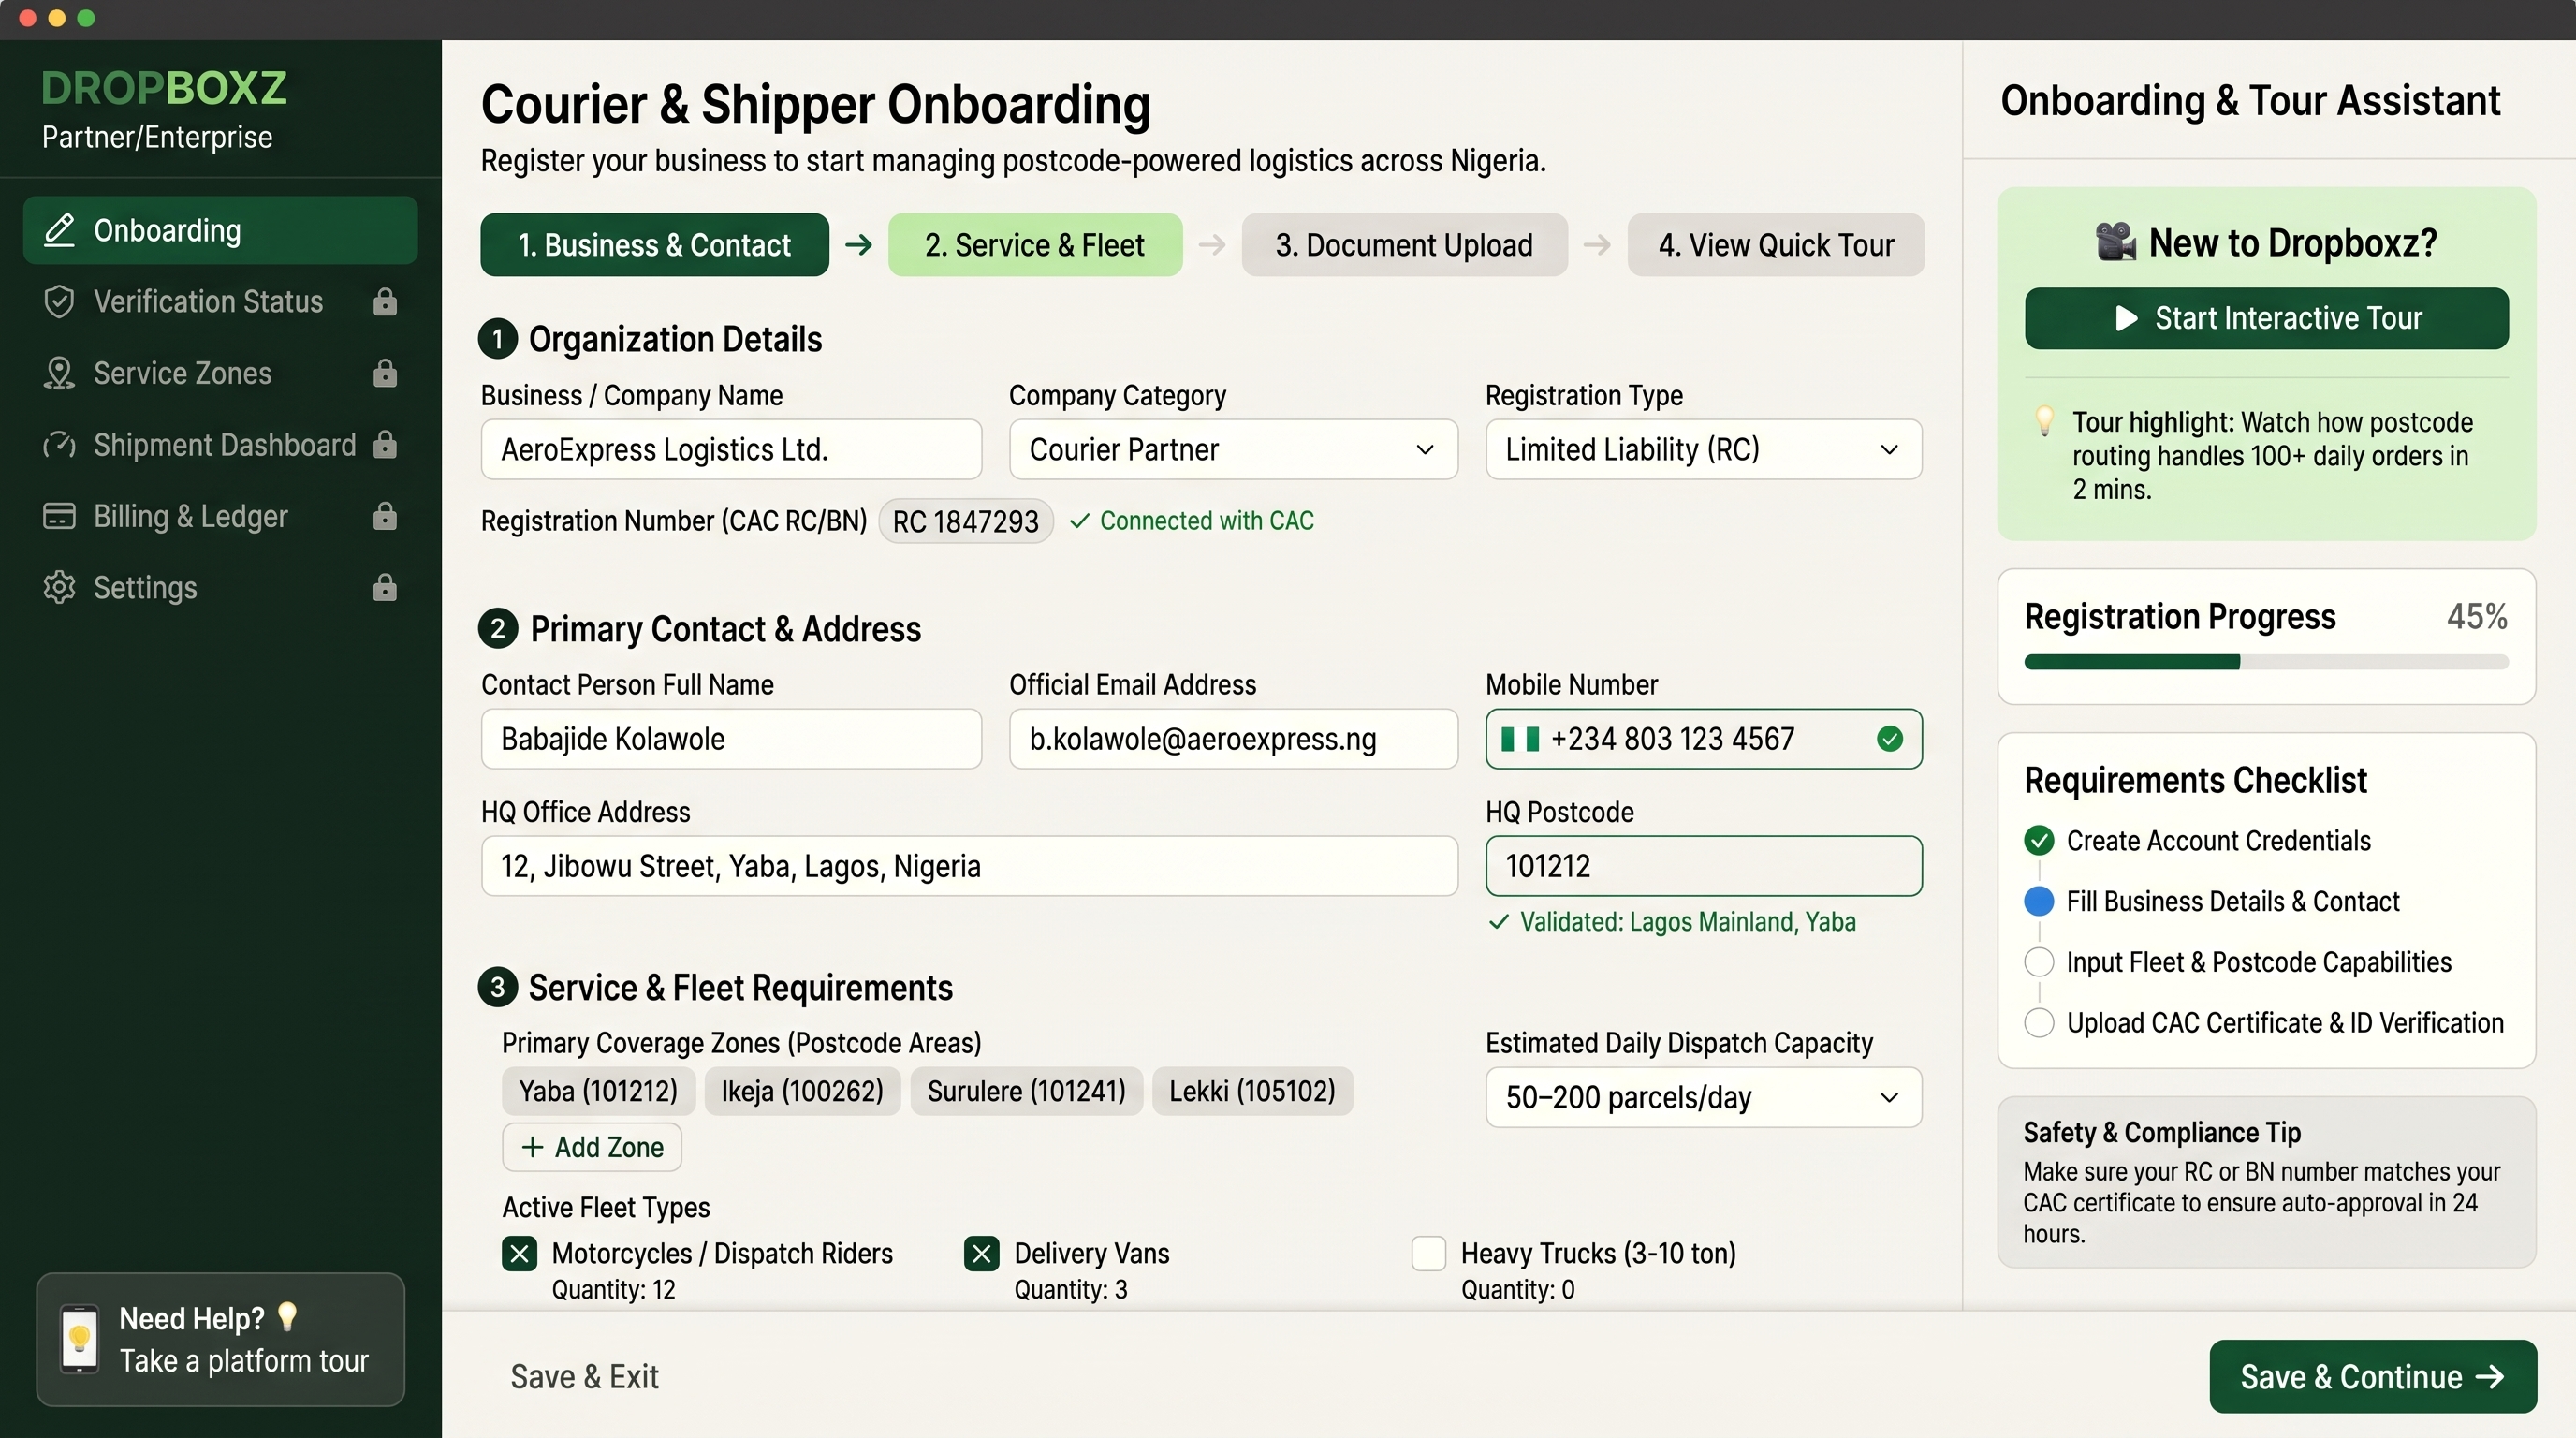 DROPBOXZ
Partner/Enterprise
Onboarding
Verification Status
Service Zones
Shipment Dashboard
Billing & Ledger
Settings
Need Help?
Take a platform tour
Courier & Shipper Onboarding
Register your business to start managing postcode-powered logistics across Nigeria.
1. Business & Contact
2. Service & Fleet
3. Document Upload
4. View Quick Tour
1 Organization Details
Business / Company Name
AeroExpress Logistics Ltd.
Company Category
Courier Partner
Registration Type
Limited Liability (RC)
Registration Number (CAC RC/BN) RC 1847293 Connected with CAC
2 Primary Contact & Address
Contact Person Full Name
Babajide Kolawole
Official Email Address
b.kolawole@aeroexpress.ng
Mobile Number
+234 803 123 4567
HQ Office Address
12, Jibowu Street, Yaba, Lagos, Nigeria
HQ Postcode
101212
Validated: Lagos Mainland, Yaba
3 Service & Fleet Requirements
Primary Coverage Zones (Postcode Areas)
Yaba (101212) Ikeja (100262) Surulere (101241) Lekki (105102)
+ Add Zone
Estimated Daily Dispatch Capacity
50–200 parcels/day
Active Fleet Types
Motorcycles / Dispatch Riders
Quantity: 12
Delivery Vans
Quantity: 3
Heavy Trucks (3-10 ton)
Quantity: 0
Save & Exit
Save & Continue →
Onboarding & Tour Assistant
New to Dropboxz?
Start Interactive Tour
Tour highlight: Watch how postcode
routing handles 100+ daily orders in
2 mins.
Registration Progress 45%
Requirements Checklist
Create Account Credentials
Fill Business Details & Contact
Input Fleet & Postcode Capabilities
Upload CAC Certificate & ID Verification
Safety & Compliance Tip
Make sure your RC or BN number matches your
CAC certificate to ensure auto-approval in 24
hours.